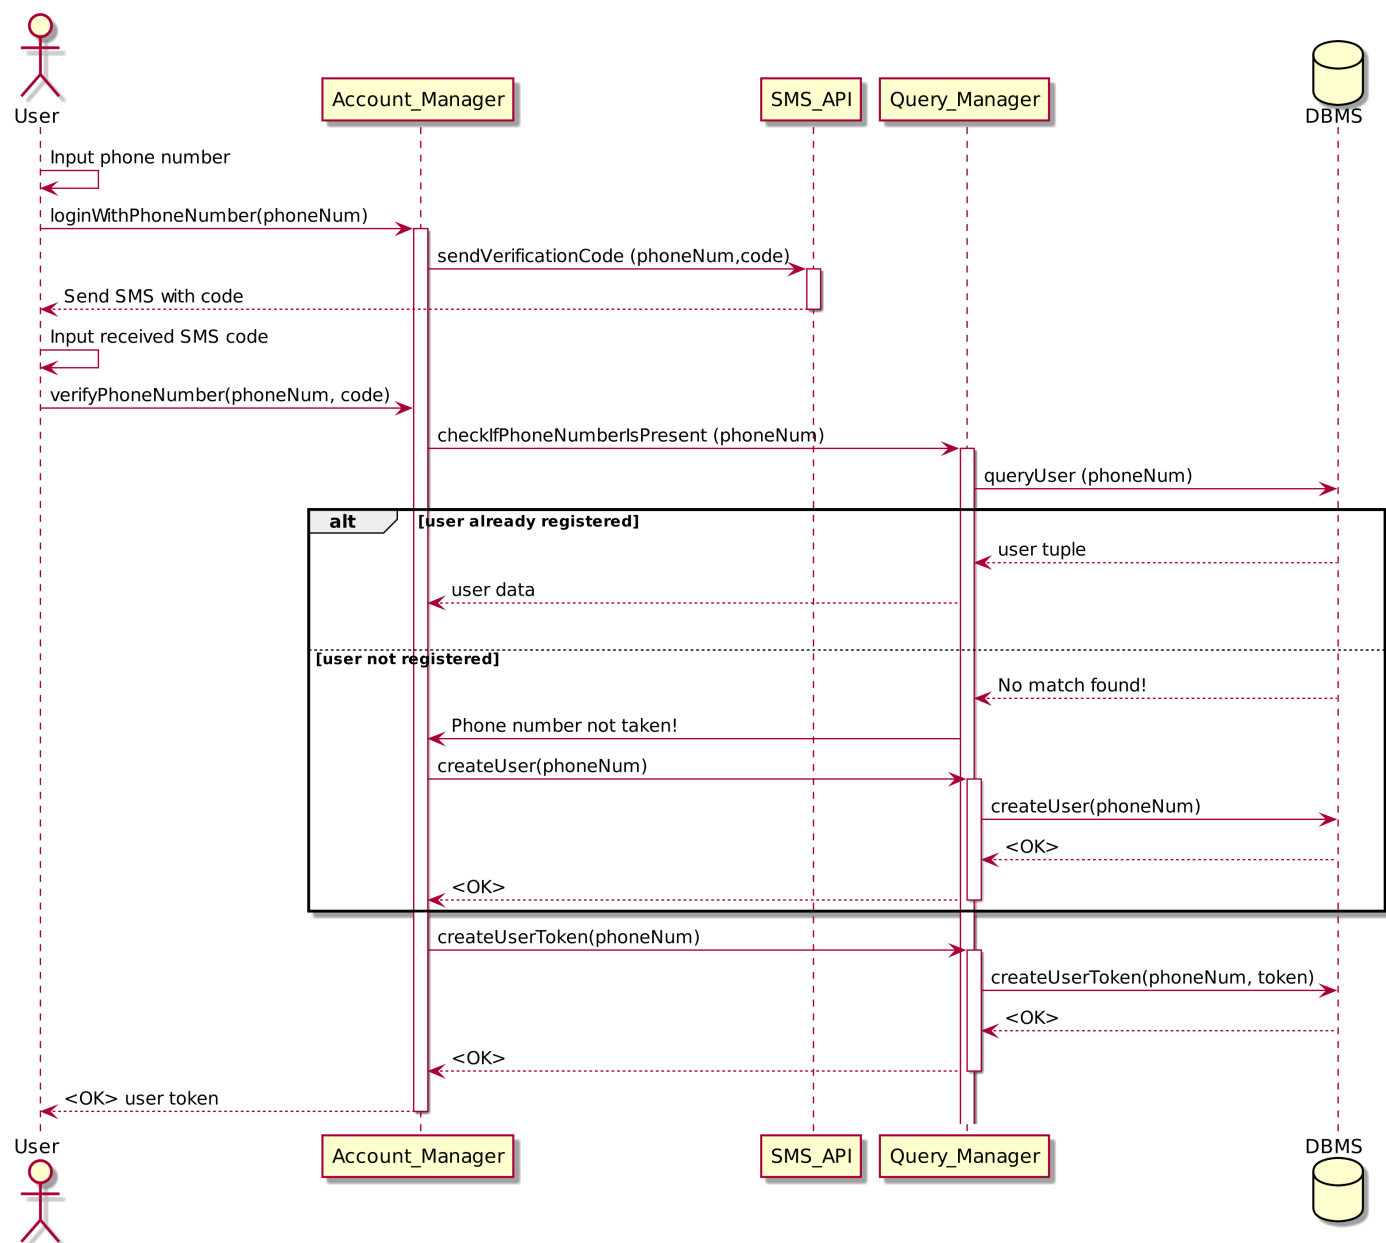 User
Account_Manager
SMS_API
Query_Manager
DBMS
Input phone number
loginWithPhoneNumber(phoneNum)
sendVerificationCode (phoneNum,code)
Send SMS with code
Input received SMS code
verifyPhoneNumber(phoneNum, code)
checkIfPhoneNumberIsPresent (phoneNum)
queryUser (phoneNum)
alt
[user already registered]
user tuple
user data
[user not registered]
No match found!
Phone number not taken!
createUser(phoneNum)
createUser(phoneNum)
<OK>
<OK>
createUserToken(phoneNum)
createUserToken(phoneNum, token)
<OK>
<OK>
<OK> user token
User
Account_Manager
SMS_API
Query_Manager
DBMS